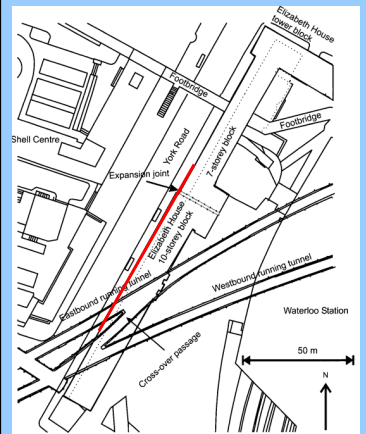 Elizabeth House
tower block
Footbridge
Footbridge
Shell Centre
York Road
Expansion joint
7-storey block
Elizabeth House
10-storey block
Eastbound running tunnel
Westbound running tunnel
Waterloo Station
Cross-over passage
50 m
N